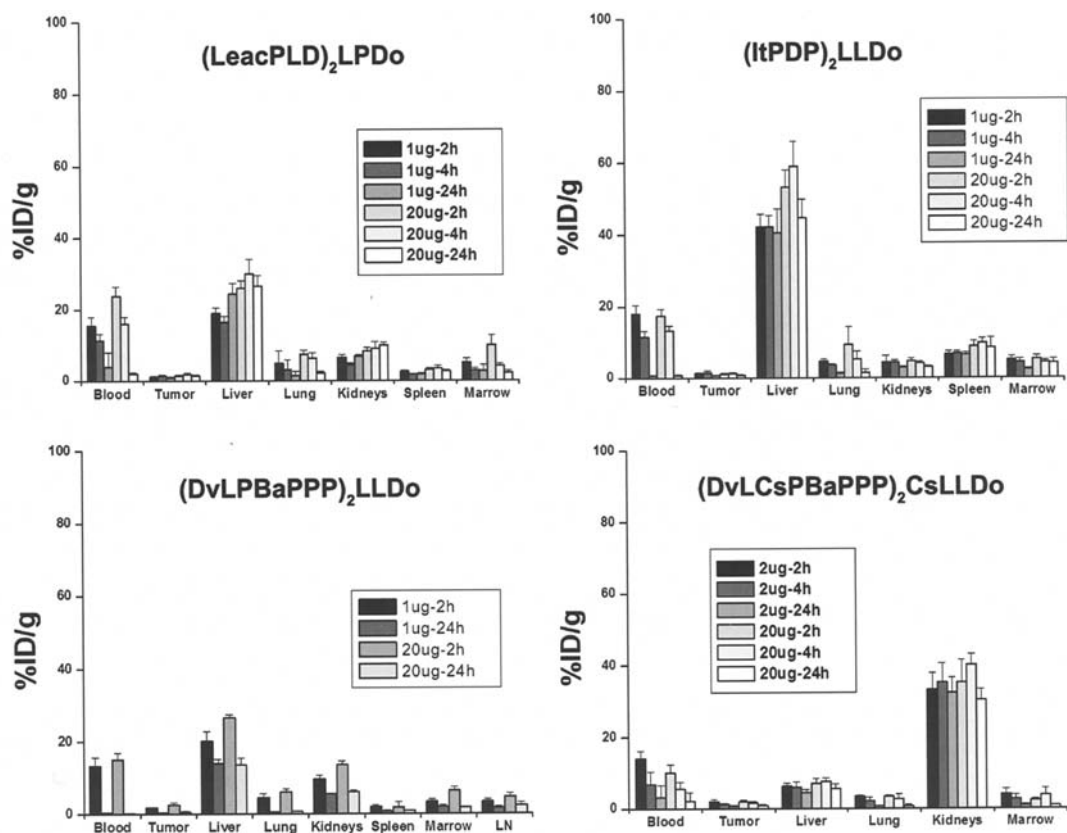 (LeacPLD)2LPDo
%ID/g
100
80
60
40
20
0
1ug-2h
1ug-4h
1ug-24h
20ug-2h
20ug-4h
20ug-24h
Blood Tumor Liver Lung Kidneys Spleen Marrow
(ItPDP)2LLDo
%ID/g
100
80
60
40
20
0
1ug-2h
1ug-4h
1ug-24h
20ug-2h
20ug-4h
20ug-24h
Blood Tumor Liver Lung Kidneys Spleen Marrow
(DvLPBaPPP)2LLDo
%ID/g
100
80
60
40
20
0
1ug-2h
1ug-24h
20ug-2h
20ug-24h
Blood Tumor Liver Lung Kidneys Spleen Marrow LN
(DvLCsPBaPPP)2CsLLDo
%ID/g
100
80
60
40
20
0
2ug-2h
2ug-4h
2ug-24h
20ug-2h
20ug-4h
20ug-24h
Blood Tumor Liver Lung Kidneys Marrow